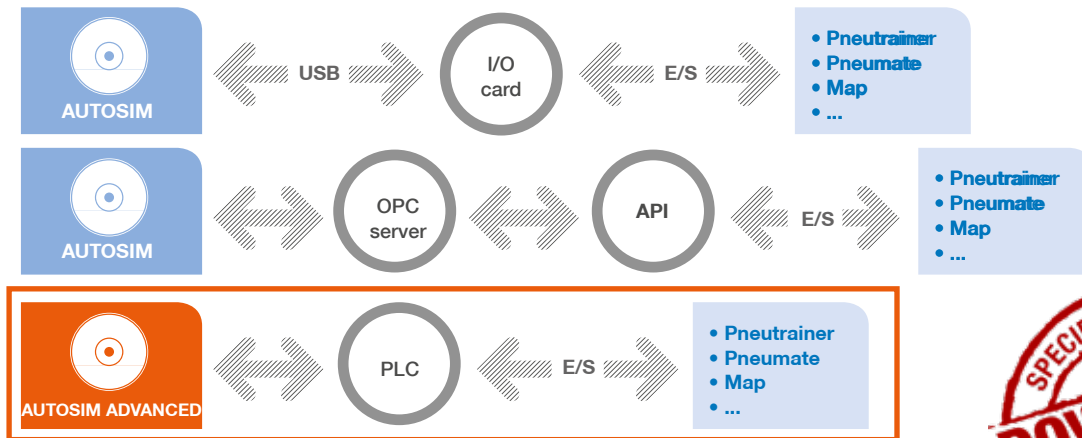 AUTOSIM
USB
I/O
card
E/S
• Pneutrainer
• Pneumate
• Map
• ...
AUTOSIM
OPC
server
API
E/S
• Pneutrainer
• Pneumate
• Map
• ...
AUTOSIM ADVANCED
PLC
E/S
• Pneutrainer
• Pneumate
• Map
• ...